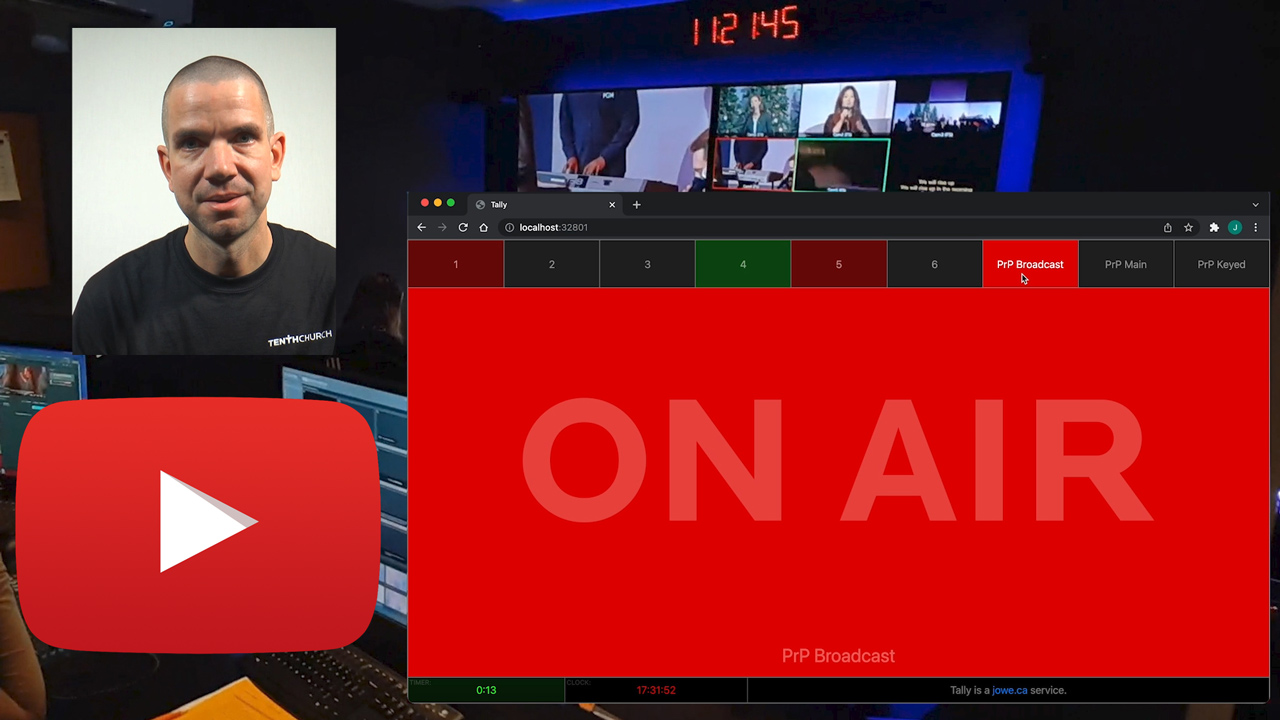 11:21:45
PGM
TENTHCHURCH
Tally
localhost:32801
J
1
2
3
4
5
6
PrP Broadcast
PrP Main
PrP Keyed
ON AIR
PrP Broadcast
TIMER:
0:13
CLOCK:
17:31:52
Tally is a jowe.ca service.